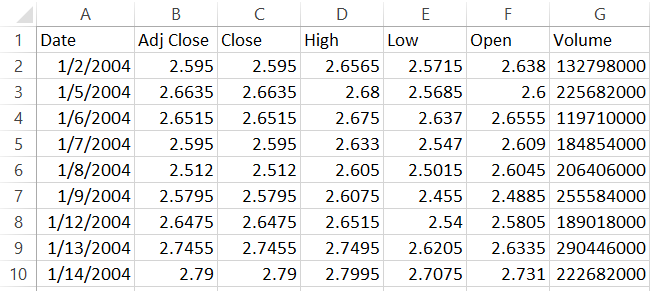 A B C D E F G
1 Date Adj Close Close High Low Open Volume
2 1/2/2004 2.595 2.595 2.6565 2.5715 2.638 132798000
3 1/5/2004 2.6635 2.6635 2.68 2.5685 2.6 225682000
4 1/6/2004 2.6515 2.6515 2.675 2.637 2.6555 119710000
5 1/7/2004 2.595 2.595 2.633 2.547 2.609 184854000
6 1/8/2004 2.512 2.512 2.605 2.5015 2.6045 206406000
7 1/9/2004 2.5795 2.5795 2.6075 2.455 2.4885 255584000
8 1/12/2004 2.6475 2.6475 2.6515 2.54 2.5805 189018000
9 1/13/2004 2.7455 2.7455 2.7495 2.6205 2.6335 290446000
10 1/14/2004 2.79 2.79 2.7995 2.7075 2.731 222682000